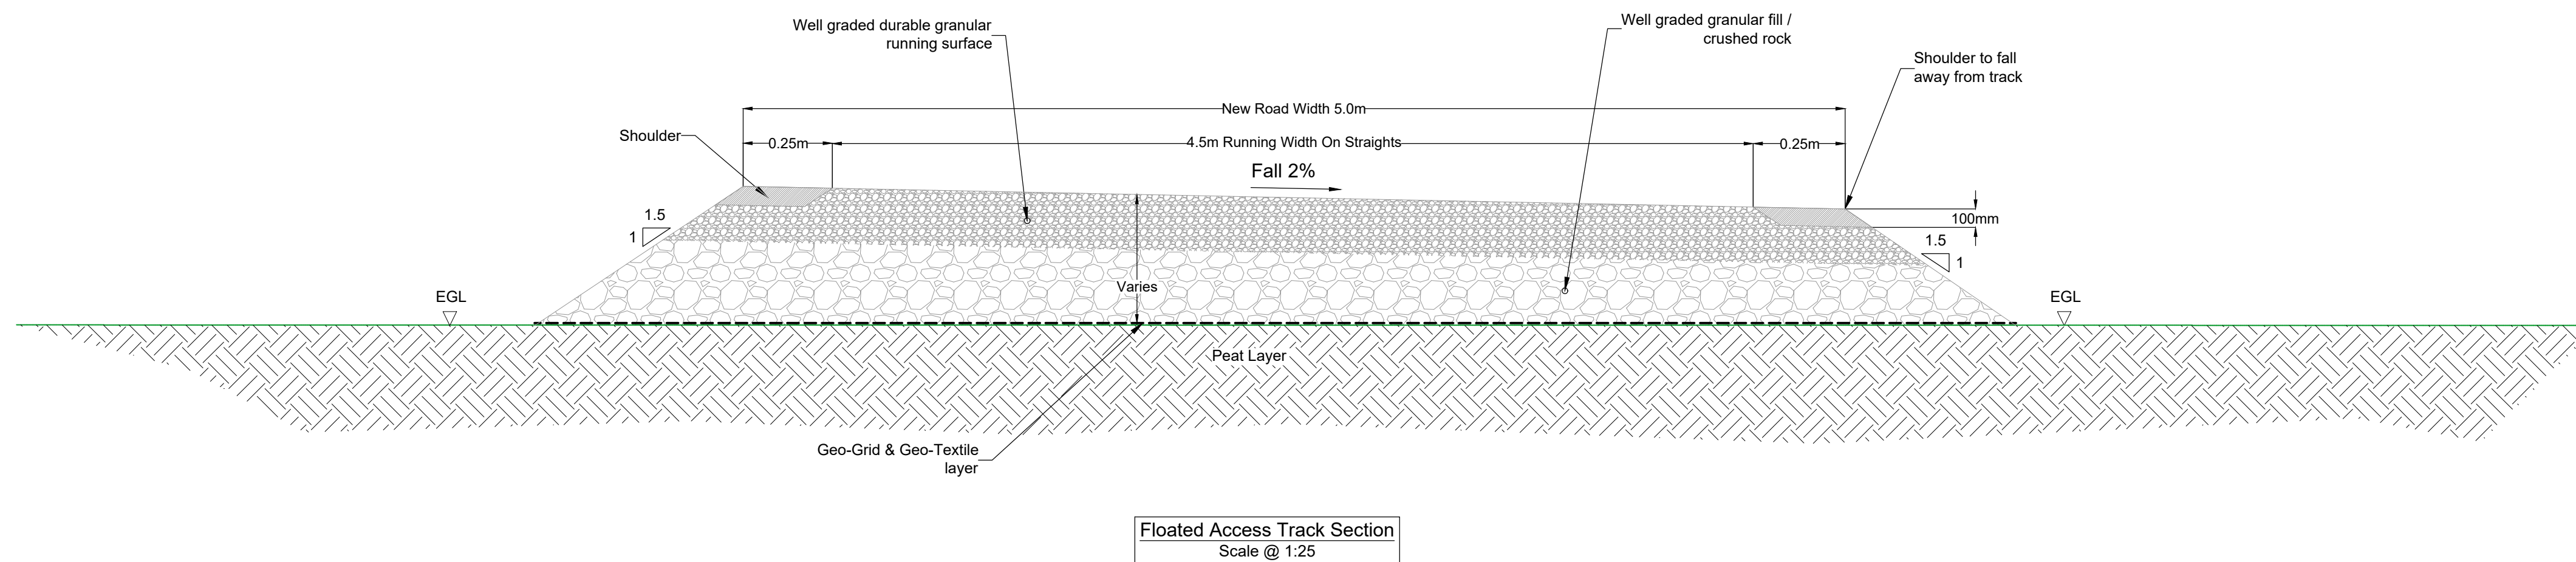 Well graded durable granular
running surface
Well graded granular fill /
crushed rock
Shoulder to fall
away from track
New Road Width 5.0m
Shoulder
0.25m
4.5m Running Width On Straights
0.25m
Fall 2%
1.5
1
100mm
1.5
1
Varies
EGL
EGL
Peat Layer
Geo-Grid & Geo-Textile
layer
Floated Access Track Section
Scale @ 1:25